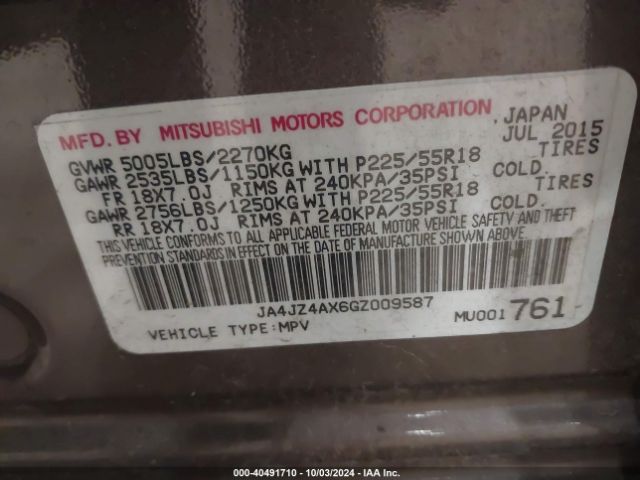 MFD. BY MITSUBISHI MOTORS CORPORATION, JAPAN
JUL 2015
GVWR 5005LBS/2270KG
GAWR 2535LBS/1150KG WITH P225/55R18 TIRES
FR 18X7.0J RIMS AT 240KPA/35PSI COLD.
GAWR 2756LBS/1250KG WITH P225/55R18 TIRES
RR 18X7.0J RIMS AT 240KPA/35PSI COLD.
THIS VEHICLE CONFORMS TO ALL APPLICABLE FEDERAL MOTOR VEHICLE SAFETY AND THEFT
PREVENTION STANDARDS IN EFFECT ON THE DATE OF MANUFACTURE SHOWN ABOVE.
JA4JZ4AX6GZ009587
VEHICLE TYPE:MPV MU001 761
000-40491710 - 10/03/2024 - IAA Inc.